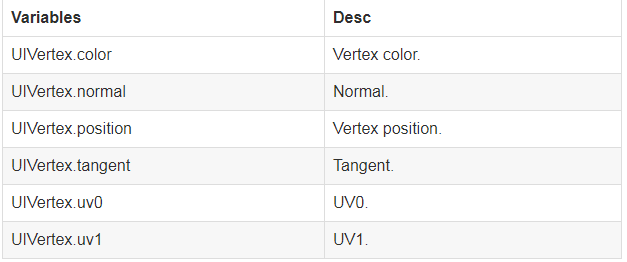 Variables Desc
UIVertex.color Vertex color.
UIVertex.normal Normal.
UIVertex.position Vertex position.
UIVertex.tangent Tangent.
UIVertex.uv0 UV0.
UIVertex.uv1 UV1.